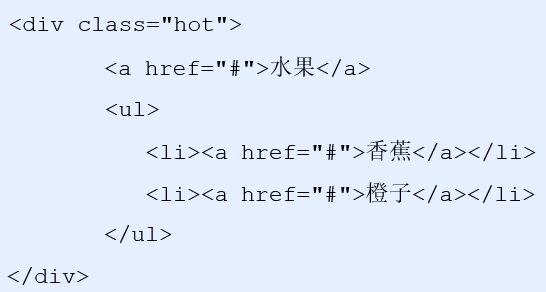 <div class="hot">
<a href="#">水果</a>
<ul>
<li><a href="#">香蕉</a></li>
<li><a href="#">橙子</a></li>
</ul>
</div>